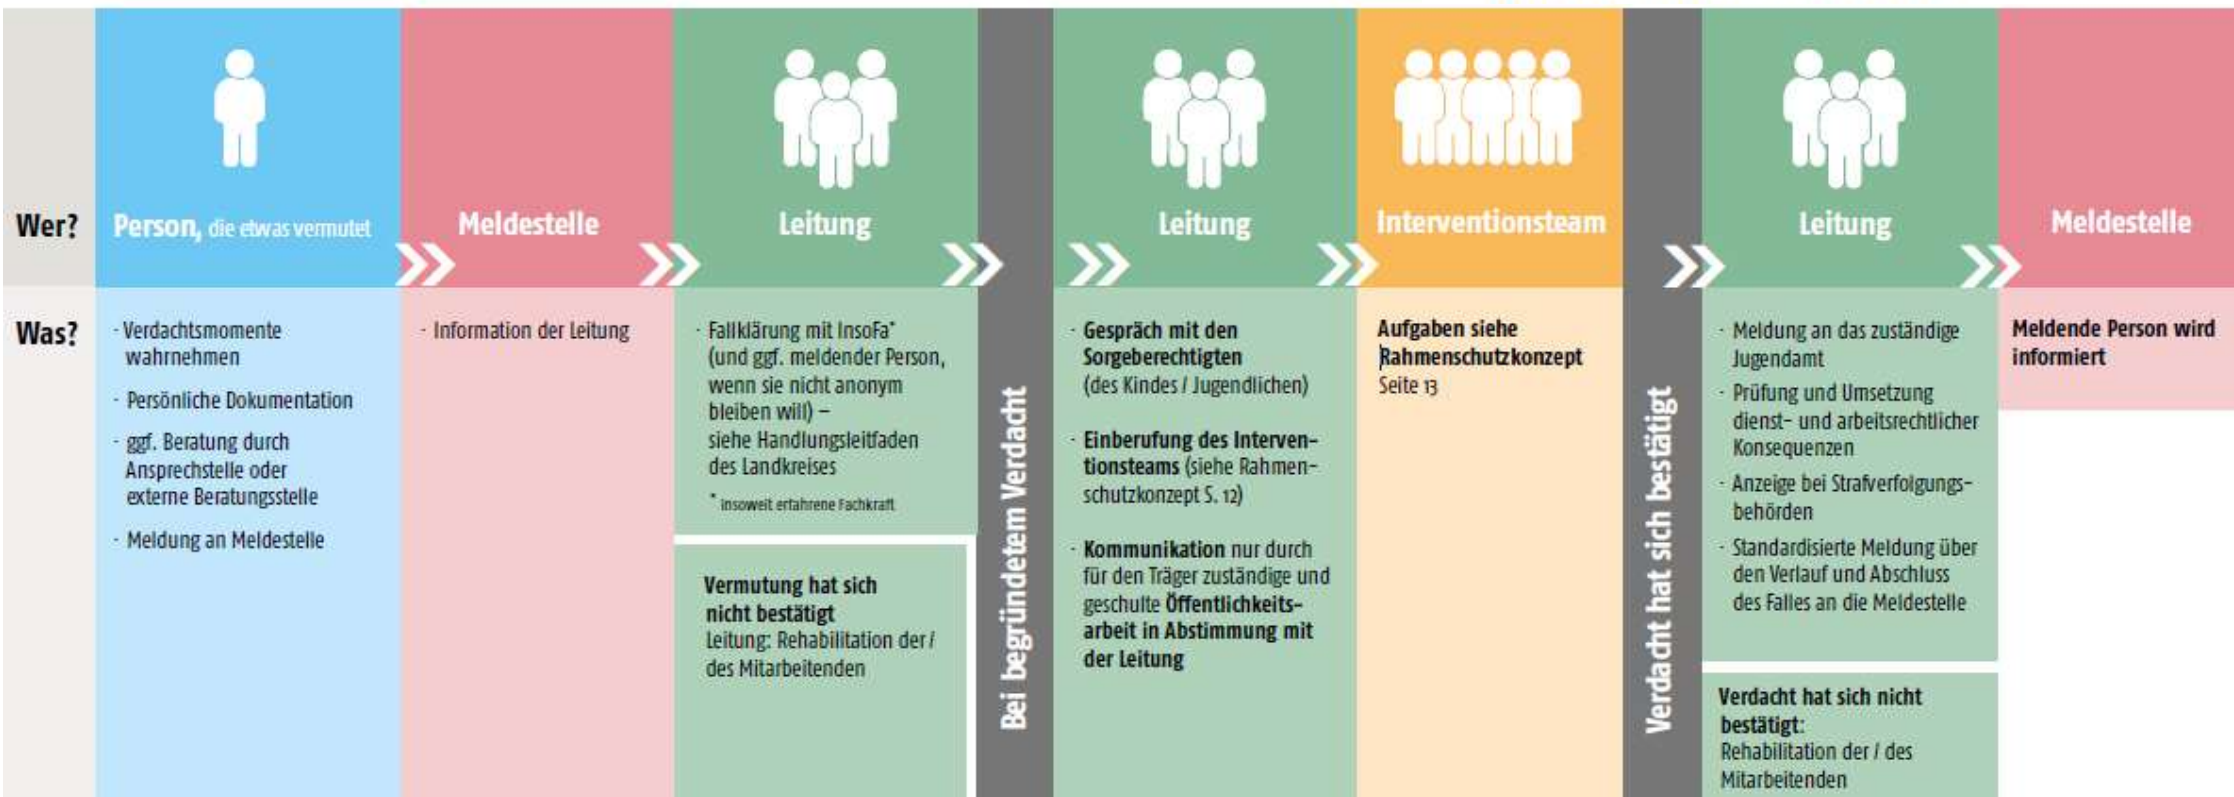 Wer?
Person, die etwas vermutet
Meldestelle
Leitung
Leitung
Interventionsteam
Leitung
Meldestelle
Was?
· Verdachtsmomente
wahrnehmen
· Persönliche Dokumentation
· ggf. Beratung durch
Ansprechstelle oder
externe Beratungsstelle
· Meldung an Meldestelle
· Information der Leitung
· Fallklärung mit InsoFa*
(und ggf. meldender Person,
wenn sie nicht anonym
bleiben will) –
siehe Handlungsleitfaden
des Landkreises
* insoweit erfahrene Fachkraft
Vermutung hat sich
nicht bestätigt
Leitung: Rehabilitation der /
des Mitarbeitenden
Bei begründetem Verdacht
· Gespräch mit den
Sorgeberechtigten
(des Kindes / Jugendlichen)
· Einberufung des Interven-
tionsteams (siehe Rahmen-
schutzkonzept S. 12)
· Kommunikation nur durch
für den Träger zuständige und
geschulte Öffentlichkeits-
arbeit in Abstimmung mit
der Leitung
Aufgaben siehe
Rahmenschutzkonzept
Seite 13
Verdacht hat sich bestätigt
· Meldung an das zuständige
Jugendamt
· Prüfung und Umsetzung
dienst- und arbeitsrechtlicher
Konsequenzen
· Anzeige bei Strafverfolgungs-
behörden
· Standardisierte Meldung über
den Verlauf und Abschluss
des Falles an die Meldestelle
Verdacht hat sich nicht
bestätigt:
Rehabilitation der / des
Mitarbeitenden
Meldende Person wird
informiert